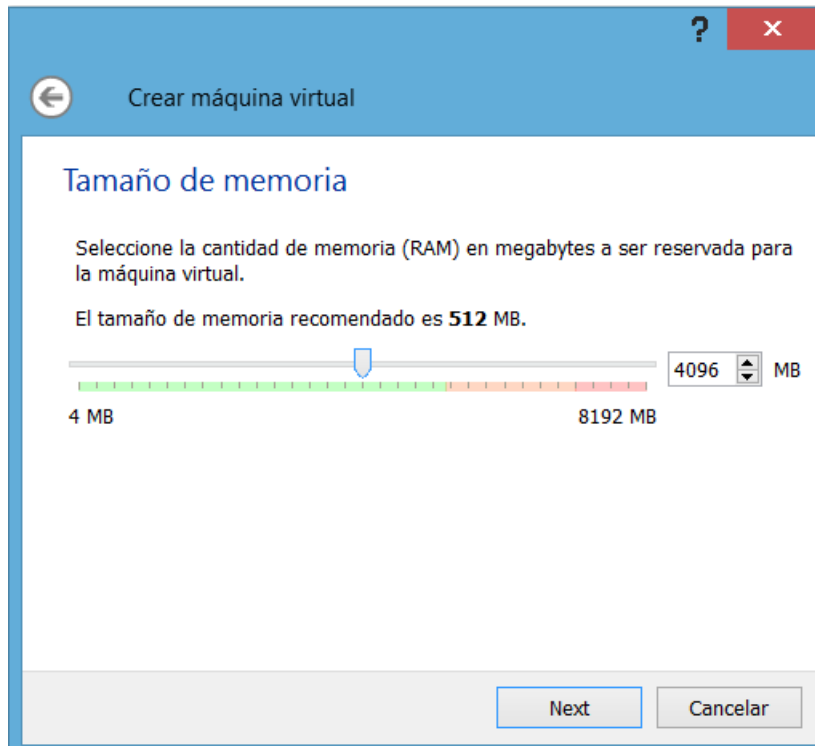 ?
Crear máquina virtual
Tamaño de memoria
Seleccione la cantidad de memoria (RAM) en megabytes a ser reservada para
la máquina virtual.
El tamaño de memoria recomendado es 512 MB.
4096 MB
4 MB 8192 MB
Next Cancelar